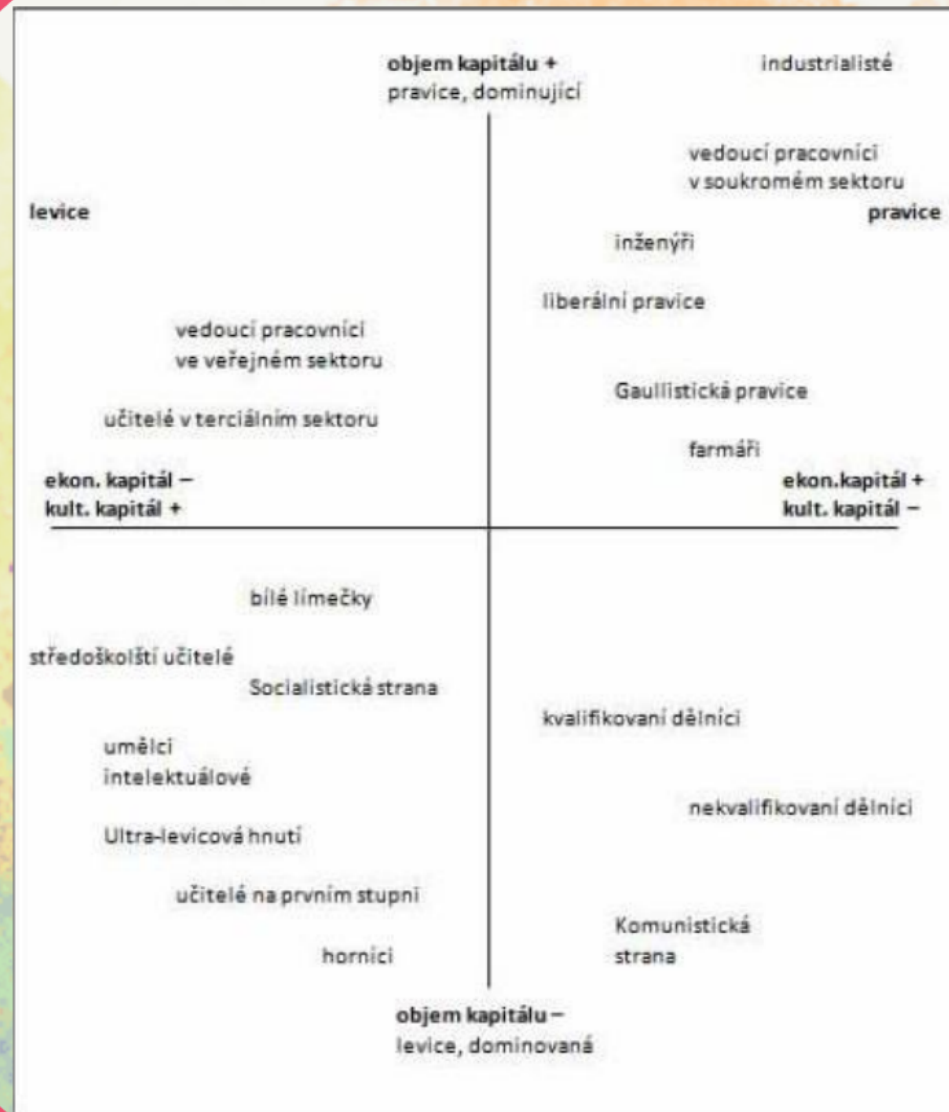 objem kapitálu +
pravice, dominující
industrialisté
vedoucí pracovníci
v soukromém sektoru
levice
pravice
inženýři
liberální pravice
vedoucí pracovníci
ve veřejném sektoru
Gaullistická pravice
učitelé v terciálním sektoru
farmáři
ekon. kapitál –
kult. kapitál +
ekon.kapitál +
kult. kapitál –
bílé límečky
středoškolští učitelé
Socialistická strana
kvalifikovaní dělníci
umělci
intelektuálové
nekvalifikovaní dělníci
Ultra-levicová hnutí
učitelé na prvním stupni
Komunistická
strana
horníci
objem kapitálu –
levice, dominovaná